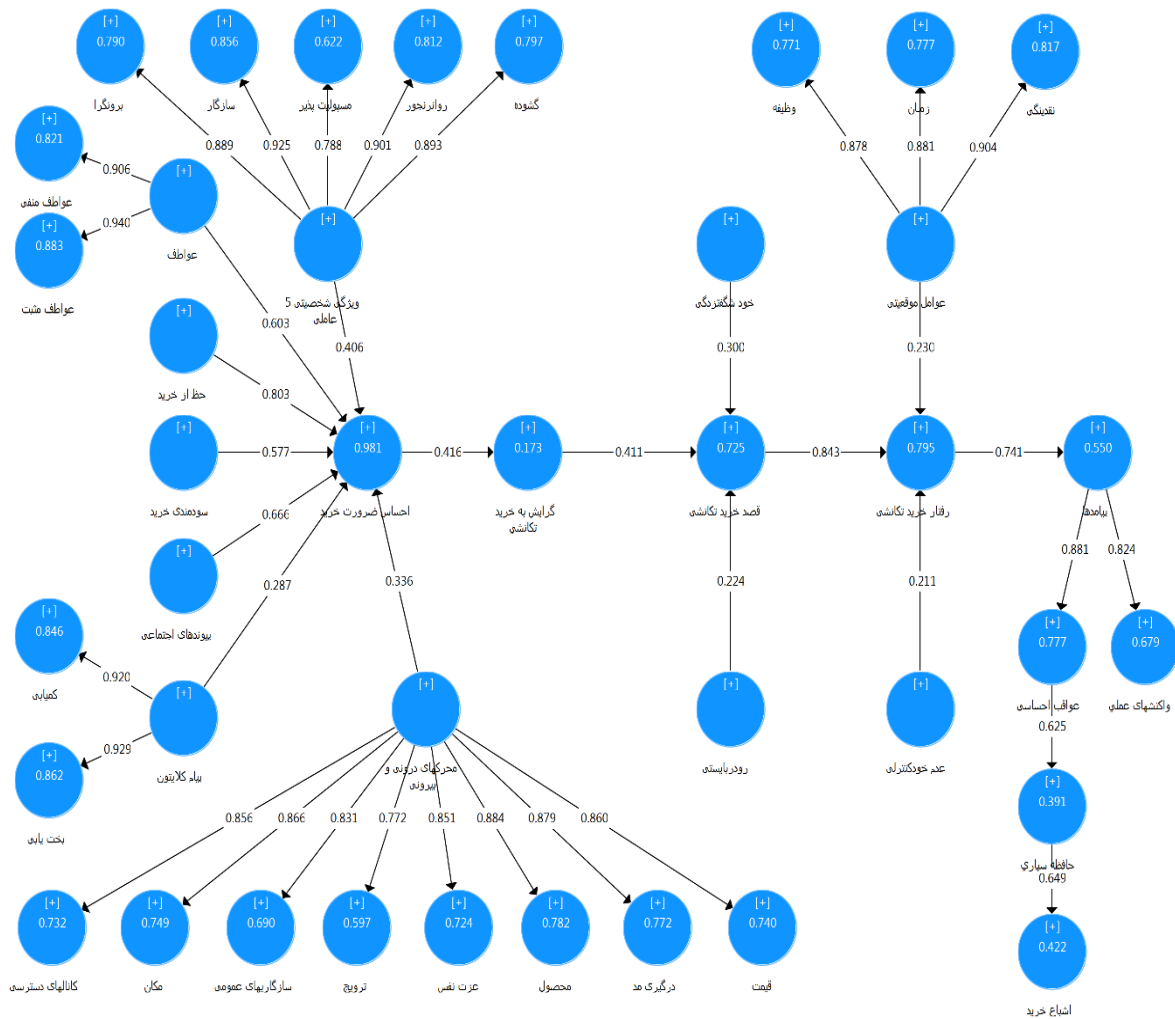 [+]
0.790
برونگرا
[+]
0.856
سازگار
[+]
0.622
مسیولیت پذیر
[+]
0.812
روانرنجور
[+]
0.797
گشوده
[+]
0.771
وظیفه
[+]
0.777
زمان
[+]
0.817
نقدینگی
0.889
0.925
0.788
0.901
0.893
0.878
0.881
0.904
[+]
0.821
عواطف منفی
0.906
[+]
عواطف
0.940
[+]
0.883
عواطف مثبت
[+]
ویژگی شخصیتی 5
عاملی
[+]
خود شگفتزدگی
[+]
عوامل موقعیتی
0.603
0.406
0.300
0.230
[+]
حظ از خرید
0.803
[+]
سودمندی خرید
0.577
[+]
0.981
احساس ضرورت خرید
0.416
[+]
0.173
گرایش به خرید
تکانشی
0.411
[+]
0.725
قصد خرید تکانشی
0.843
[+]
0.795
رفتار خرید تکانشی
0.741
[+]
0.550
پیامدها
0.666
[+]
پیوندهای اجتماعی
0.287
0.336
0.224
0.211
0.881
0.824
[+]
0.846
کمیابی
0.920
[+]
پیام کلایتون
0.929
[+]
0.862
بخت یابی
[+]
محرکهای درونی و
بیرونی
[+]
رودربایستی
[+]
عدم خودکنترلی
[+]
0.777
عواقب احساسی
[+]
0.679
واکنشهای عملی
0.625
[+]
0.391
حافظه سپاری
0.649
[+]
0.422
اشباع خرید
0.856
0.866
0.831
0.772
0.851
0.884
0.879
0.860
[+]
0.732
کانالهای دسترسی
[+]
0.749
مکان
[+]
0.690
سازگاریهای عمومی
[+]
0.597
ترویج
[+]
0.724
عزت نفس
[+]
0.782
محصول
[+]
0.772
درگیری مد
[+]
0.740
قیمت